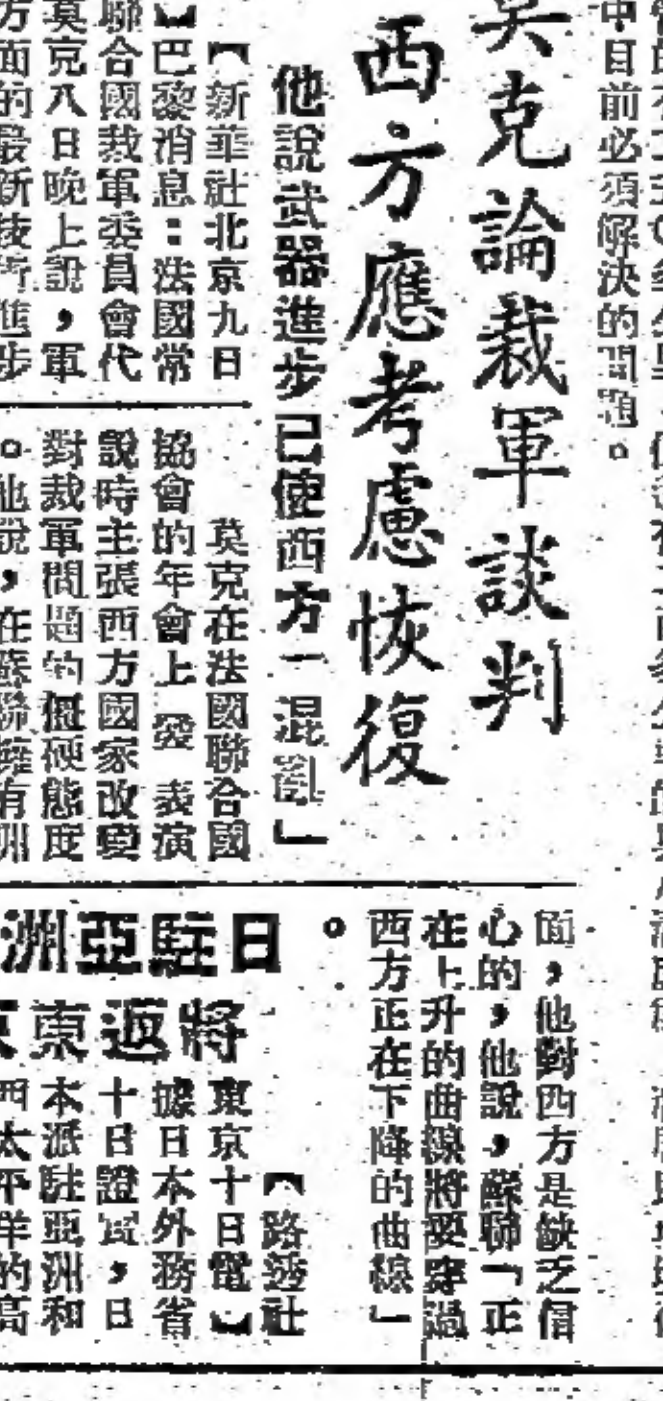 中目前必須解決的問題。
莫克論裁軍談判
西方應考慮恢復
他說武器進步已使西方一混亂」
【新華社北京九日
】巴黎消息：法國常
聯合國裁軍委員會代
莫克八日晚上說，軍
方面的最新技術進步
莫克在法國聯合國
協會的年會上發表演
說時主張西方國家改變
對裁軍問題的僵硬態度
。他說，在蘇聯擁有洲
面，他對西方是缺乏信
心的，他說，蘇聯「正
在上升的曲線將要穿過
西方正在下降的曲線」
。
日駐亞洲
將返東
【路透社
東京十日電】
據日本外務省
十日證實，日
本派駐亞洲和
西太平洋的高